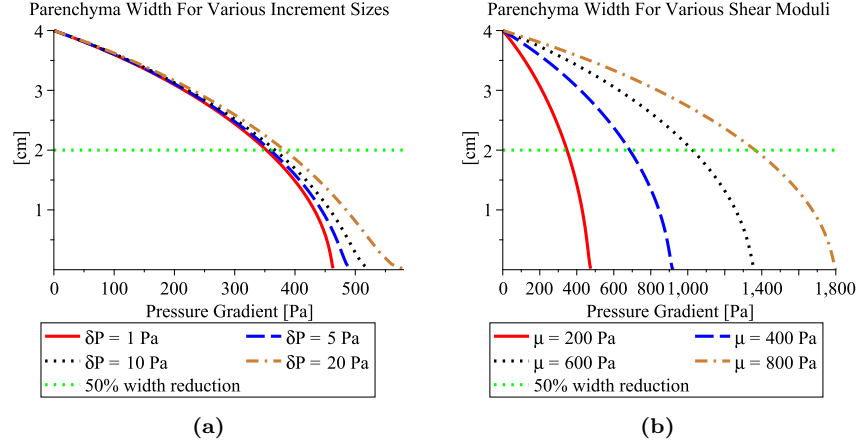 Parenchyma Width For Various Increment Sizes
4
3
[cm]
2
1
0
100
200
300
400
500
Pressure Gradient [Pa]
δP = 1 Pa
δP = 5 Pa
δP = 10 Pa
δP = 20 Pa
50% width reduction
(a)
Parenchyma Width For Various Shear Moduli
4
3
[cm]
2
1
0
200
400
600
800
1,000
1,400
1,800
Pressure Gradient [Pa]
μ = 200 Pa
μ = 400 Pa
μ = 600 Pa
μ = 800 Pa
50% width reduction
(b)